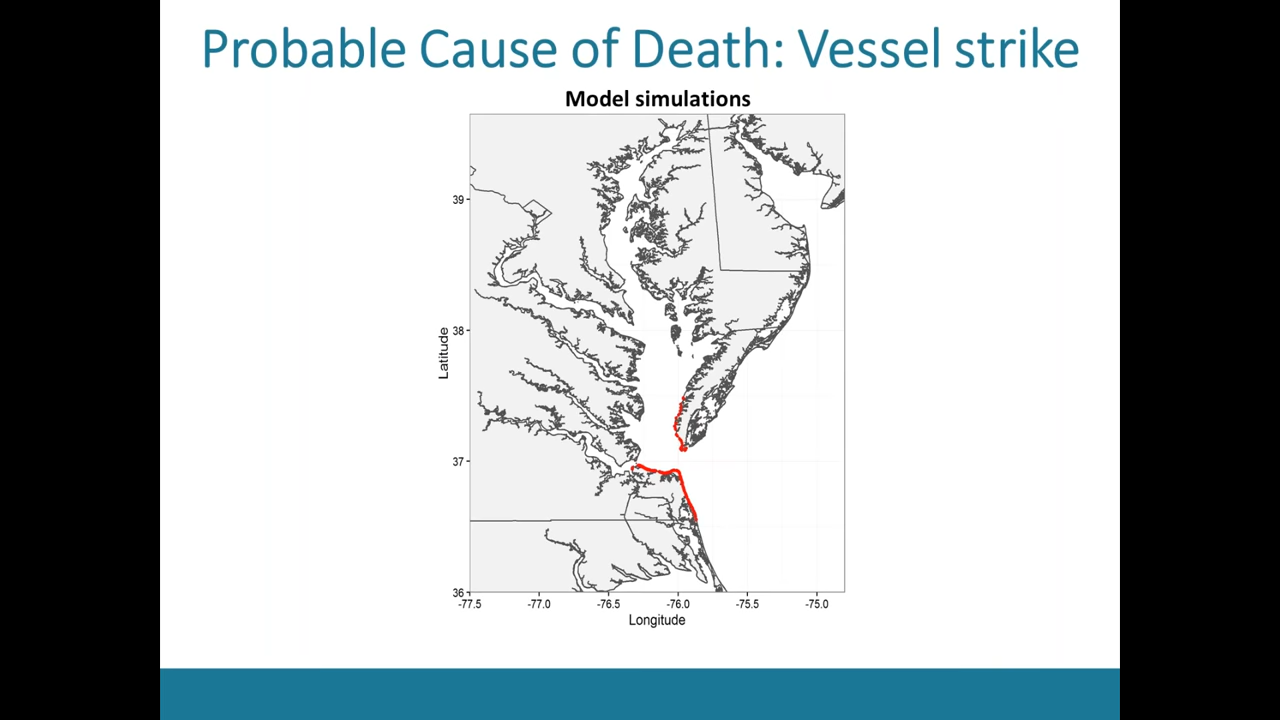 Probable Cause of Death: Vessel strike
Model simulations
39
38
37
36
Latitude
-77.5 -77.0 -76.5 -76.0 -75.5 -75.0
Longitude